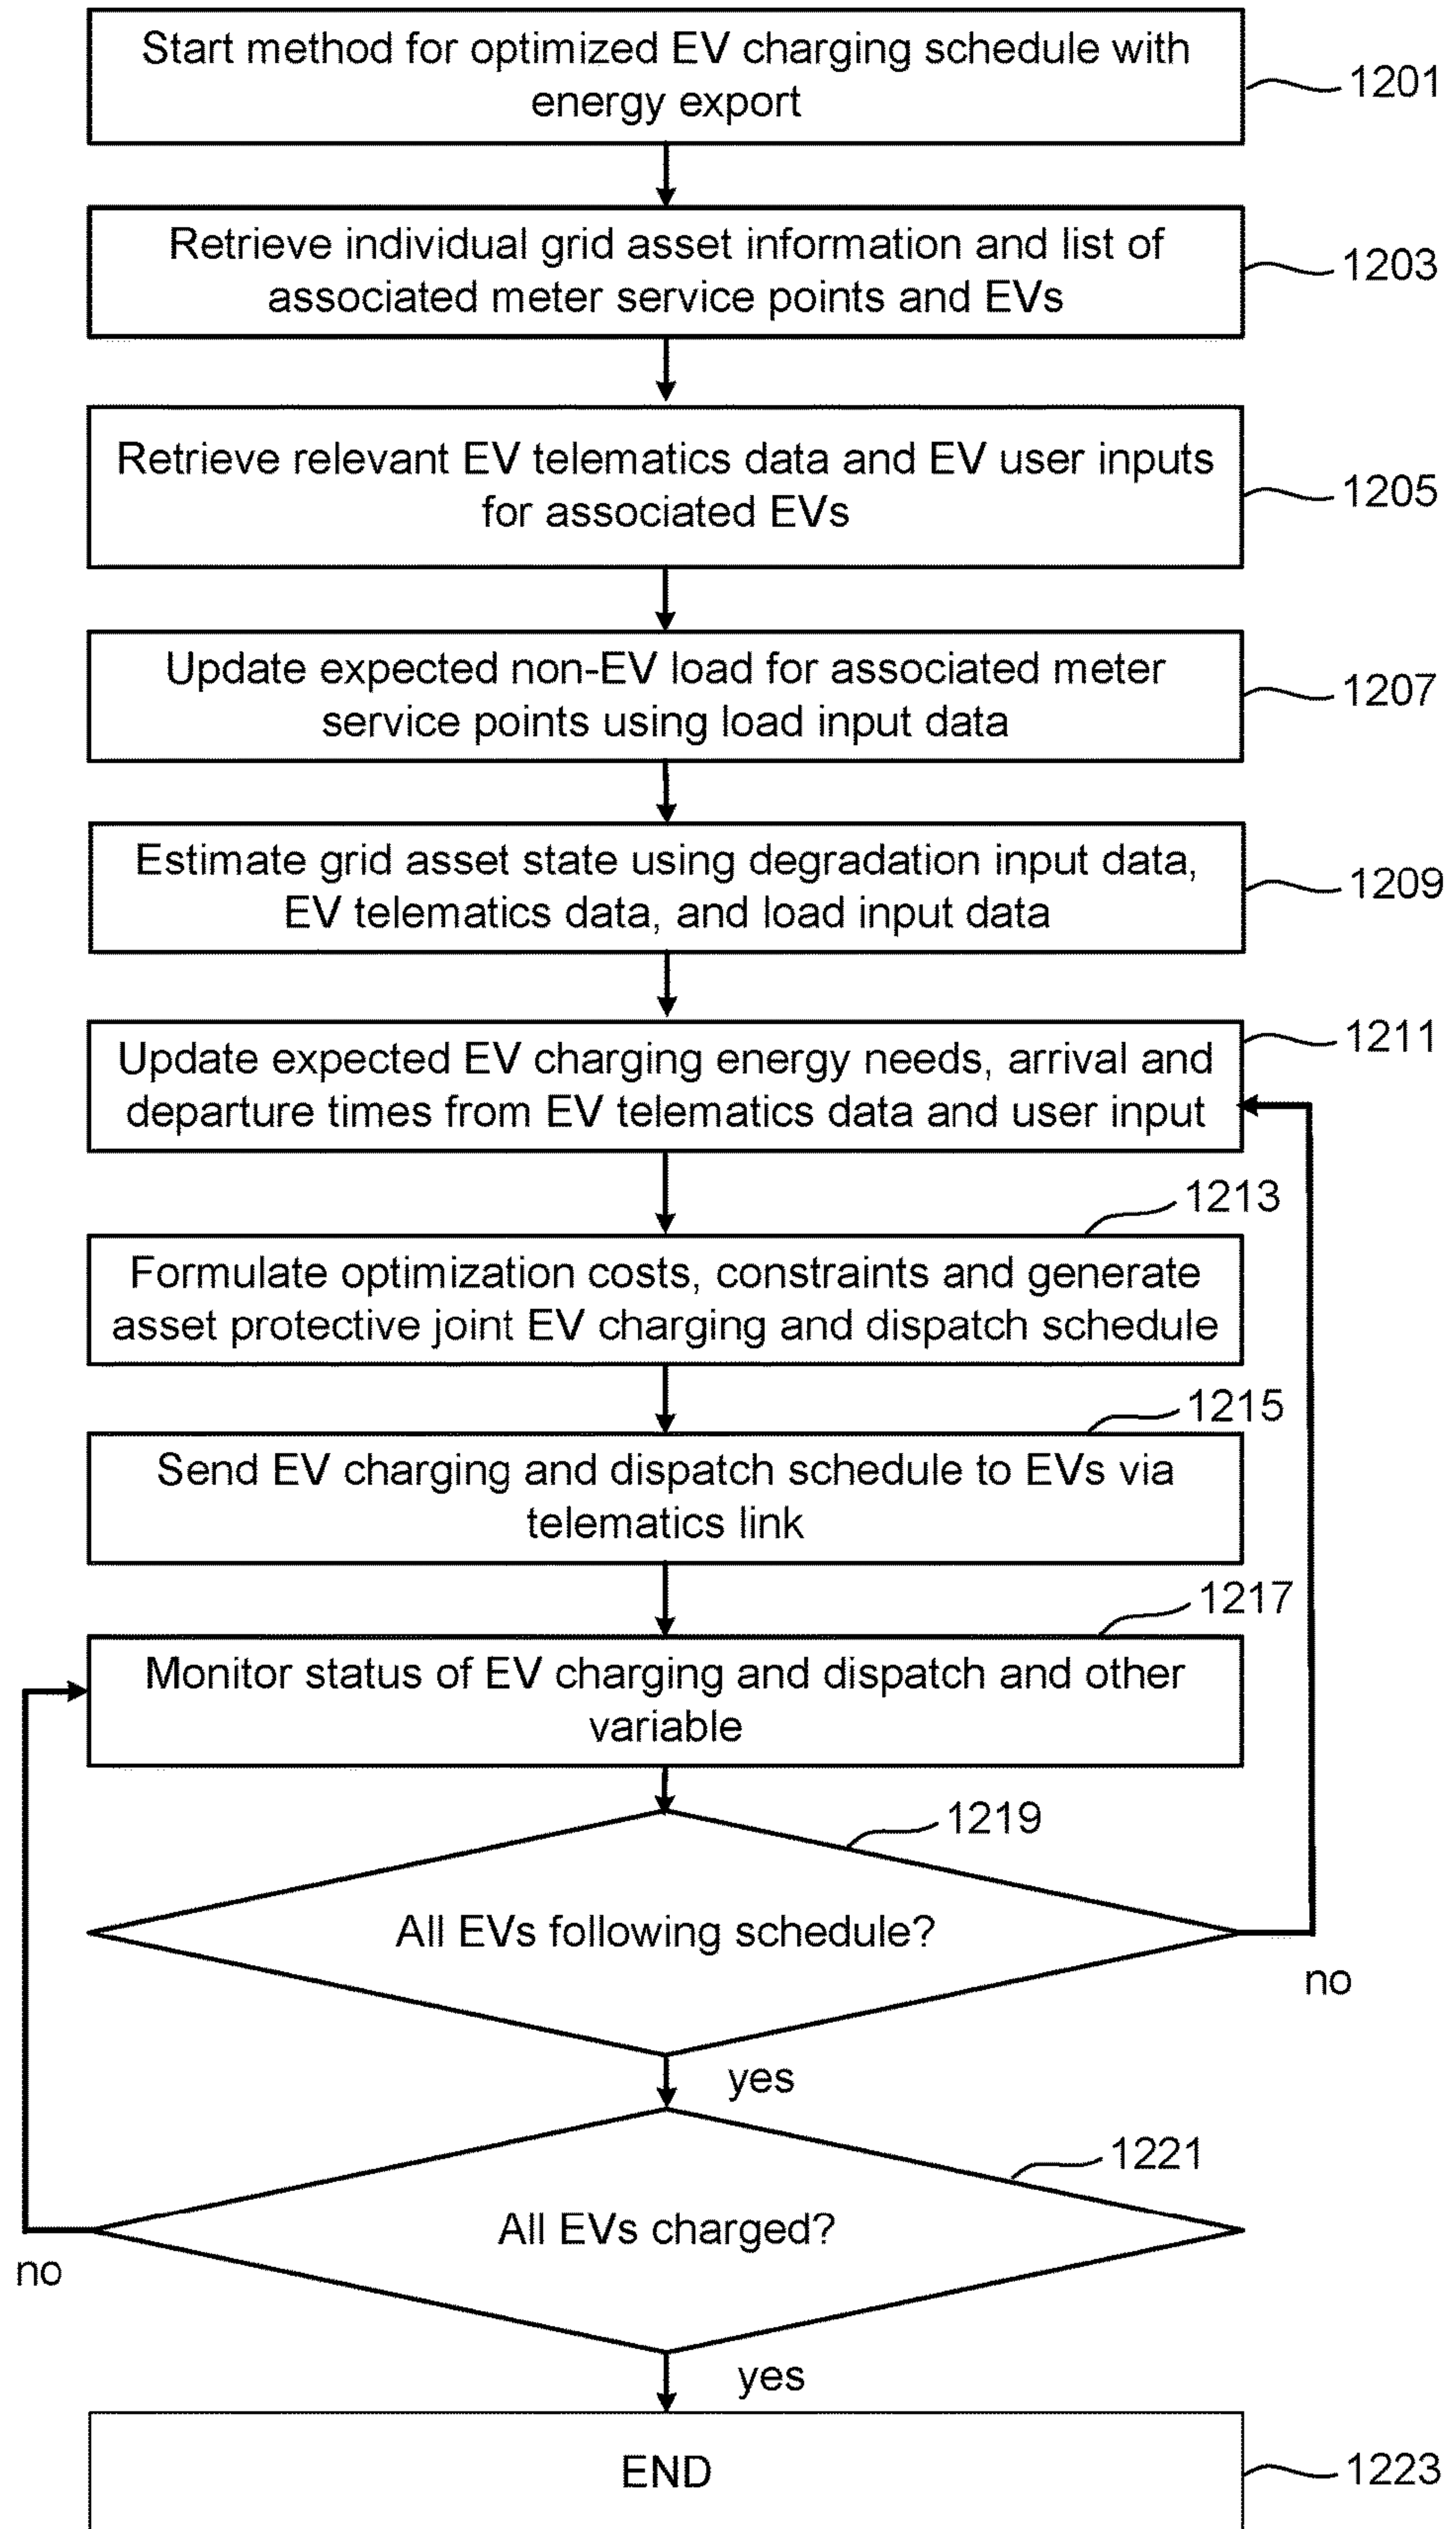 Start method for optimized EV charging schedule with
energy export
1201
Retrieve individual grid asset information and list of
associated meter service points and EVs
1203
Retrieve relevant EV telematics data and EV user inputs
for associated EVs
1205
Update expected non-EV load for associated meter
service points using load input data
1207
Estimate grid asset state using degradation input data,
EV telematics data, and load input data
1209
Update expected EV charging energy needs, arrival and
departure times from EV telematics data and user input
1211
1213
Formulate optimization costs, constraints and generate
asset protective joint EV charging and dispatch schedule
1215
Send EV charging and dispatch schedule to EVs via
telematics link
1217
Monitor status of EV charging and dispatch and other
variable
1219
All EVs following schedule?
no
yes
1221
All EVs charged?
no
yes
END
1223